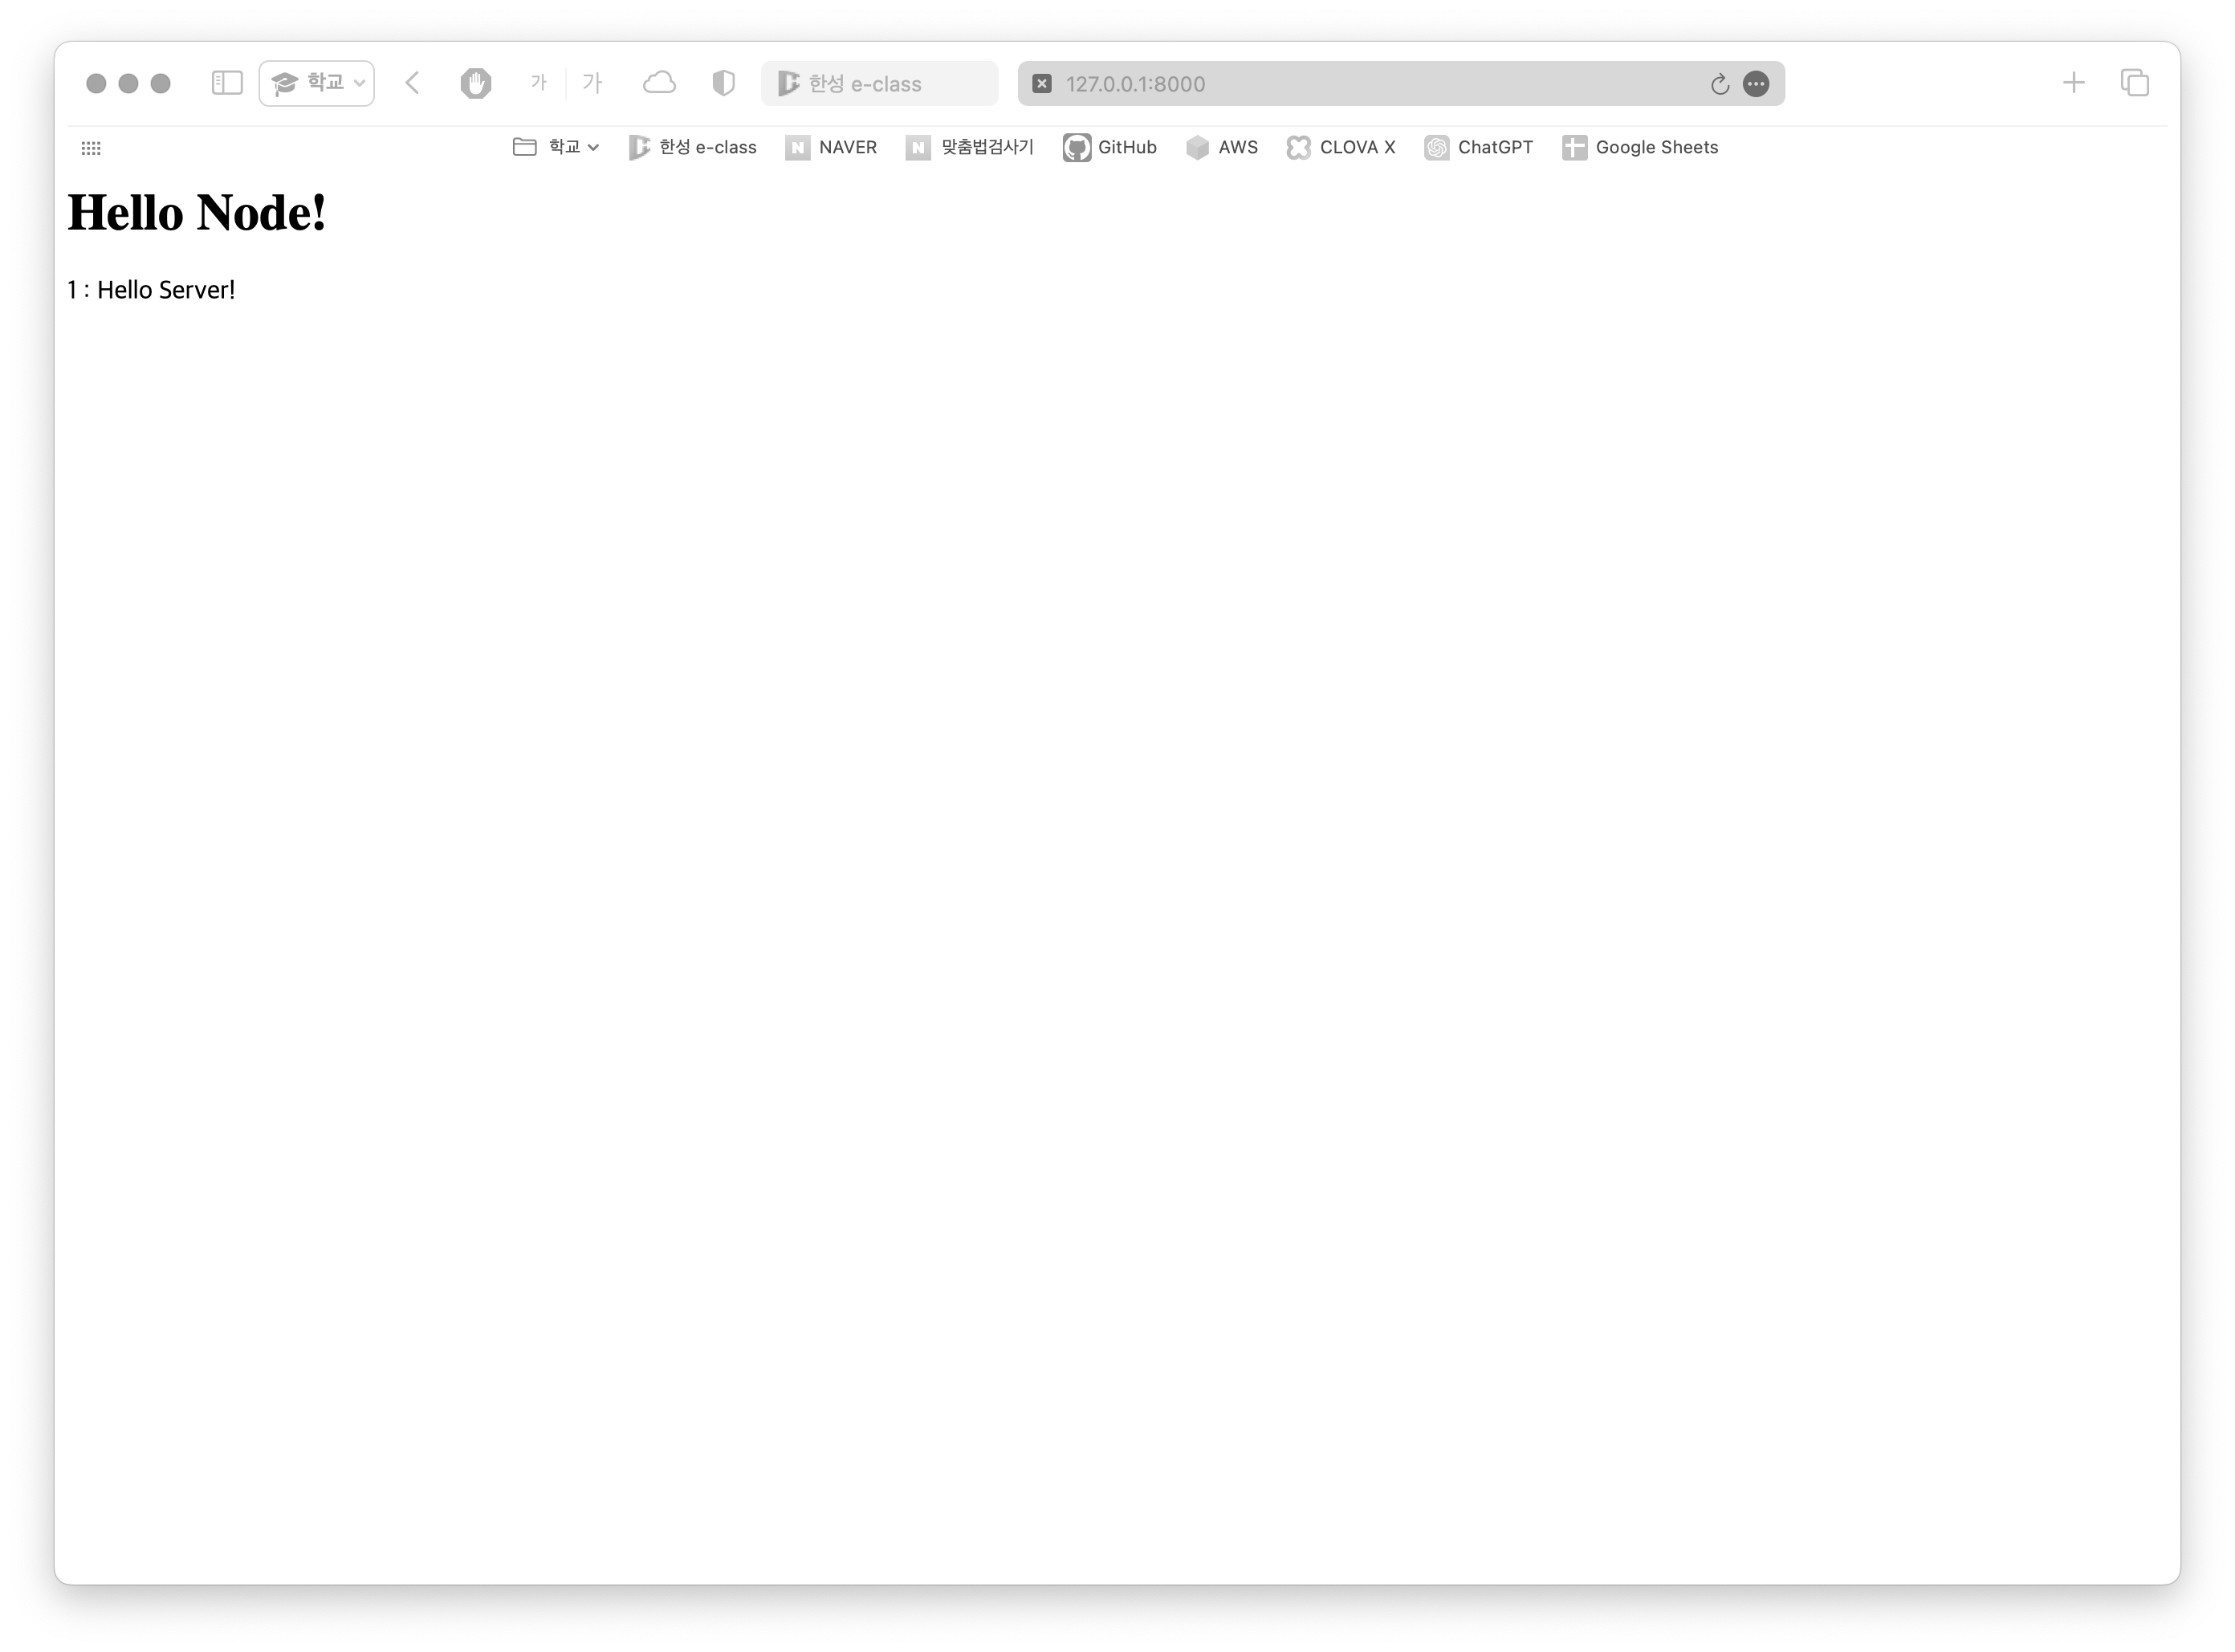 학교 가 가 한성 e-class 127.0.0.1:8000
학교 한성 e-class N NAVER N 맞춤법검사기 GitHub AWS CLOVA X ChatGPT Google Sheets
Hello Node!
1 : Hello Server!